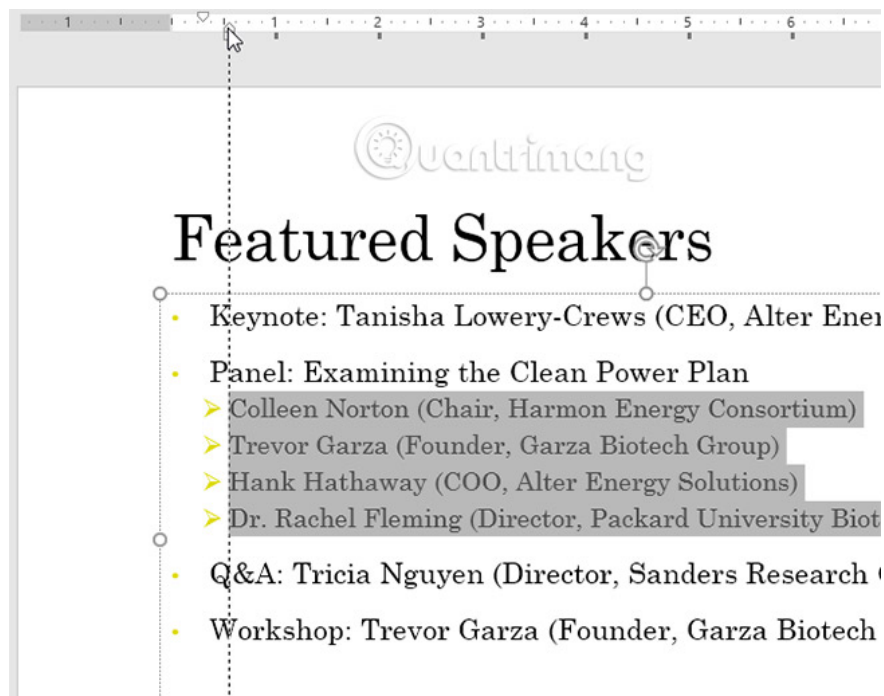 1 1 2 3 4 5 6
Quantrimang
Featured Speakers
• Keynote: Tanisha Lowery-Crews (CEO, Alter Ener
• Panel: Examining the Clean Power Plan
➢ Colleen Norton (Chair, Harmon Energy Consortium)
➢ Trevor Garza (Founder, Garza Biotech Group)
➢ Hank Hathaway (COO, Alter Energy Solutions)
➢ Dr. Rachel Fleming (Director, Packard University Biot
• Q&A: Tricia Nguyen (Director, Sanders Research
• Workshop: Trevor Garza (Founder, Garza Biotech